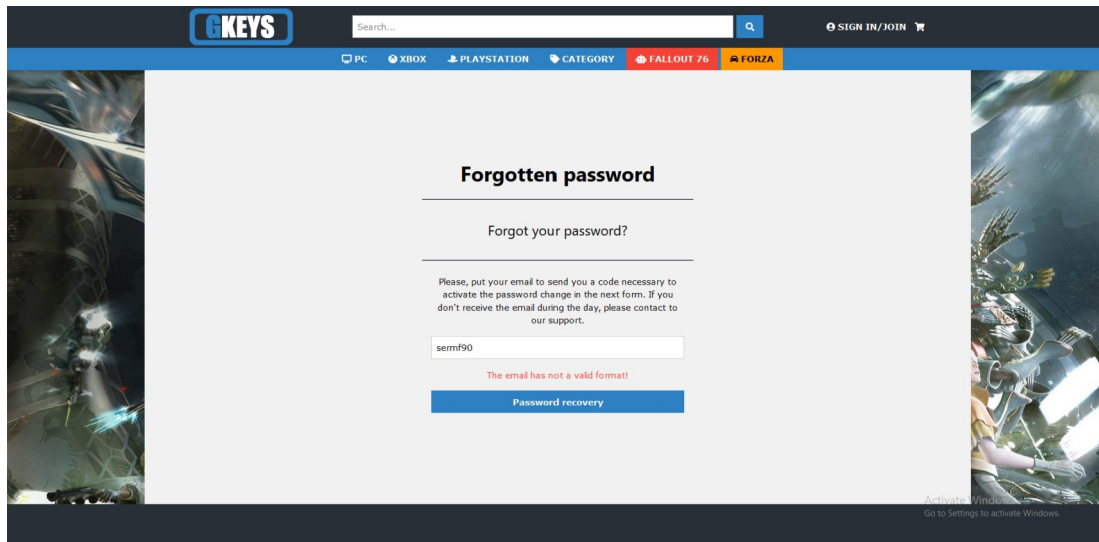 GKEYS
Search...
SIGN IN/JOIN
PC XBOX PLAYSTATION CATEGORY FALLOUT 76 FORZA
Forgotten password
Forgot your password?
Please, put your email to send you a code necessary to
activate the password change in the next form. If you
don't receive the email during the day, please contact to
our support.
sermf90
The email has not a valid format!
Password recovery
Activate Windows
Go to Settings to activate Windows.